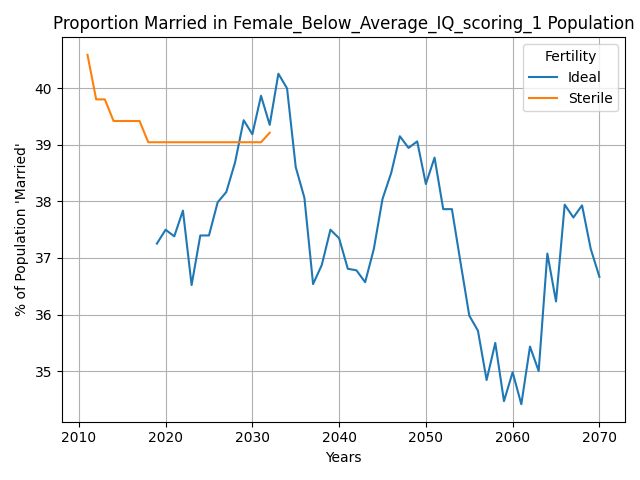 Proportion Married in Female_Below_Average_IQ_scoring_1 Population
% of Population 'Married'
40
39
38
37
36
35
Fertility
Ideal
Sterile
2010 2020 2030 2040 2050 2060 2070
Years